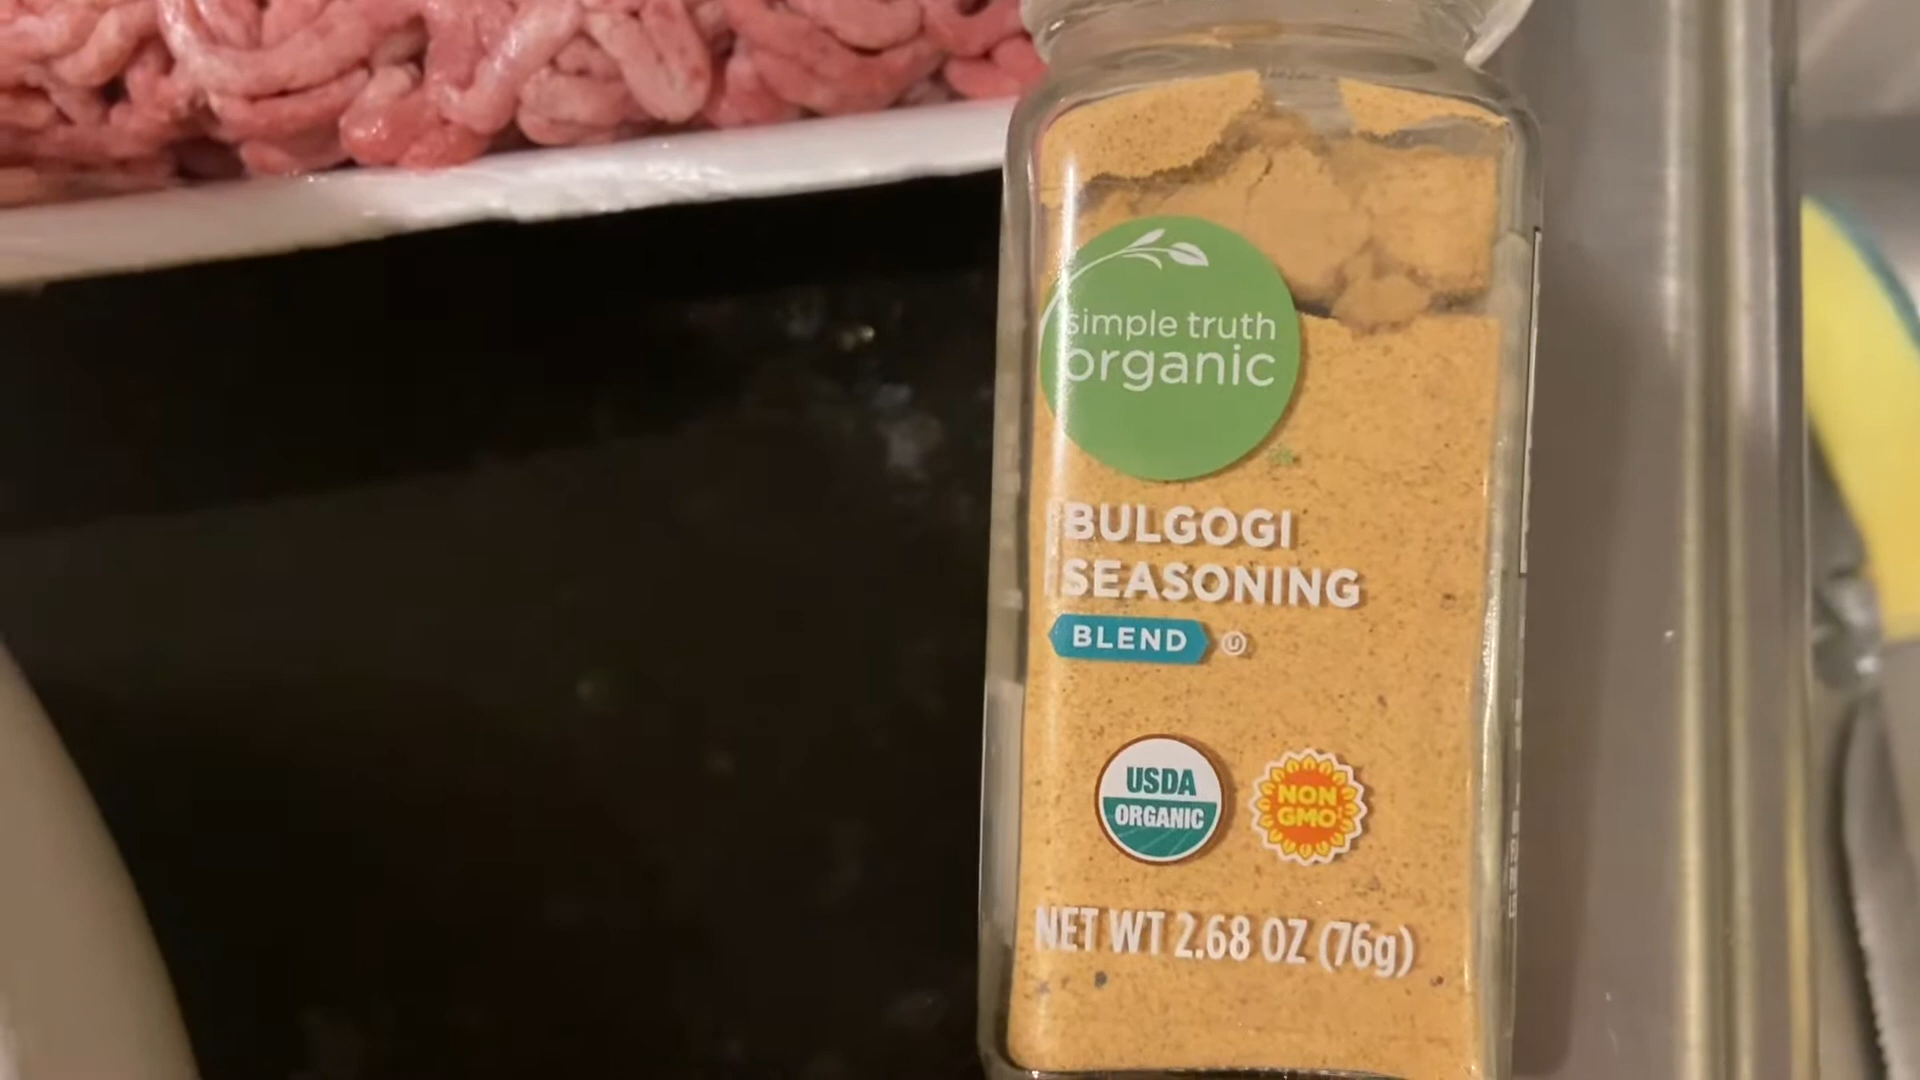 simple truth
organic
BULGOGI
SEASONING
BLEND
USDA
ORGANIC
NON
GMO
NET WT 2.68 OZ (76g)